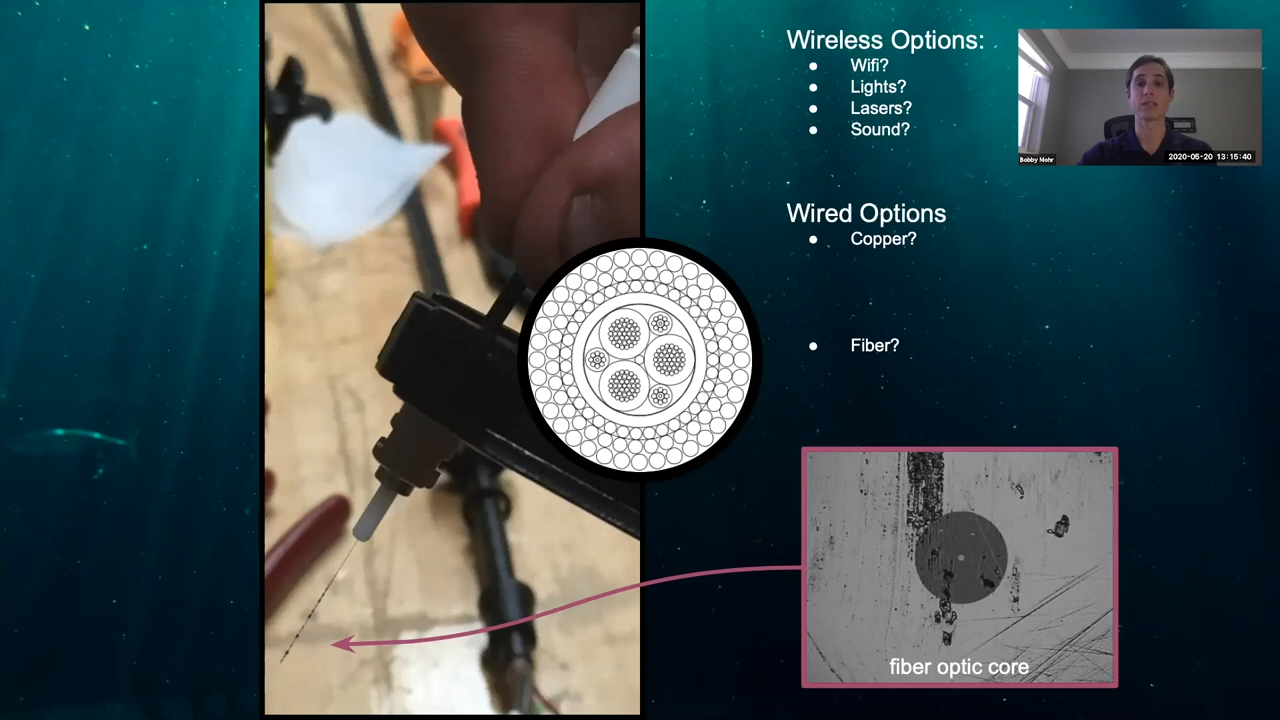 Wireless Options:
● Wifi?
● Lights?
● Lasers?
● Sound?
Bobby Mohr
2020-05-20 13:15:40
Wired Options
● Copper?
● Fiber?
fiber optic core